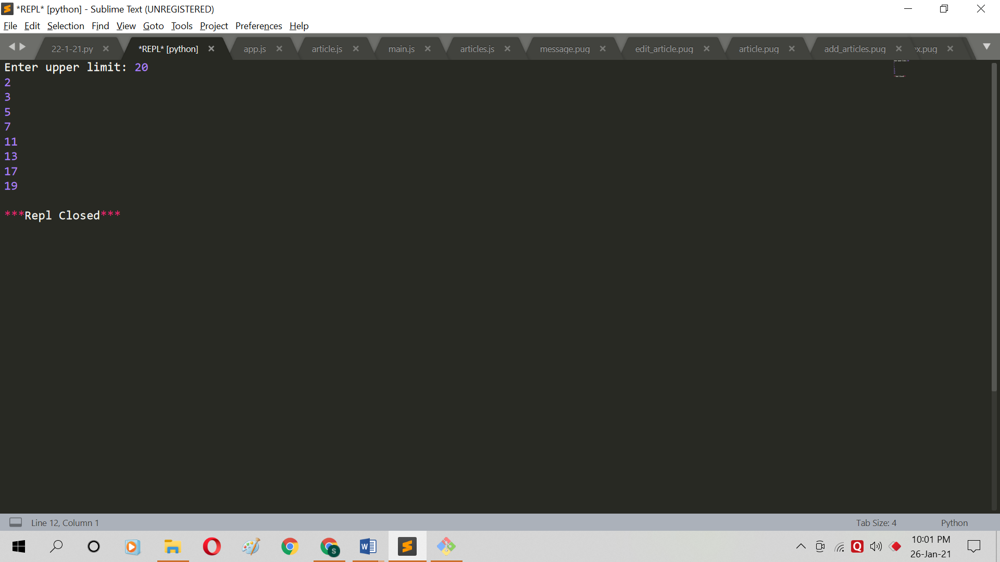 *REPL* [python] - Sublime Text (UNREGISTERED)
File Edit Selection Find View Goto Tools Project Preferences Help
22-1-21.py *REPL* [python] app.js article.js main.js articles.js message.pug edit_article.pug article.pug add_articles.pug x.pug
Enter upper limit: 20
2
3
5
7
11
13
17
19
***Repl Closed***
Line 12, Column 1 Tab Size: 4 Python
10:01 PM
26-Jan-21